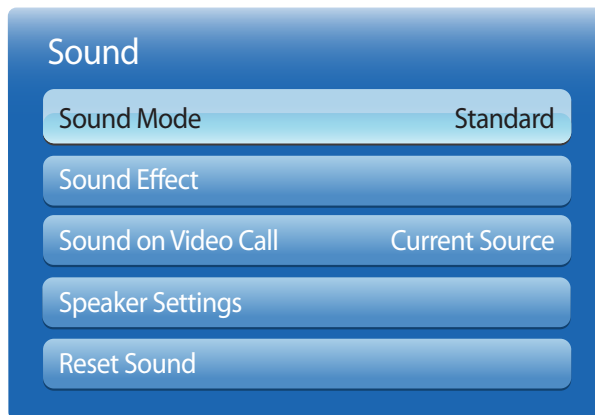 Sound
Sound Mode Standard
Sound Effect
Sound on Video Call Current Source
Speaker Settings
Reset Sound